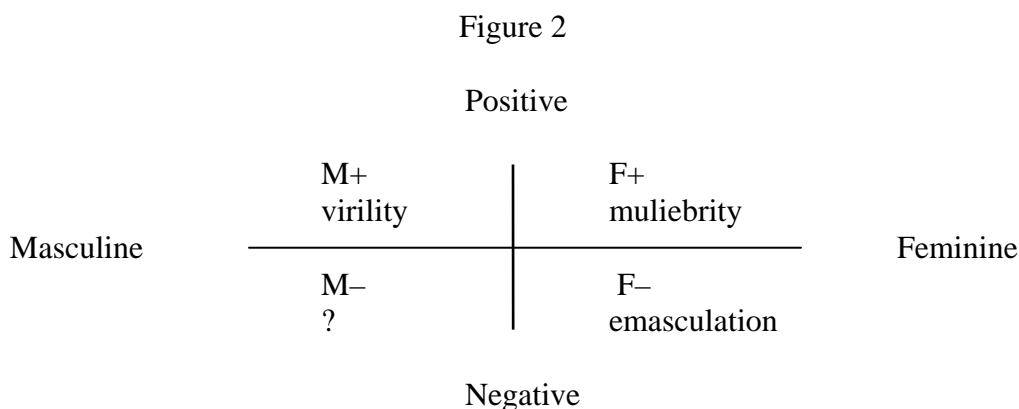 Figure 2
Positive
M+ F+
virility muliebrity
Masculine Feminine
M– F–
? emasculation
Negative